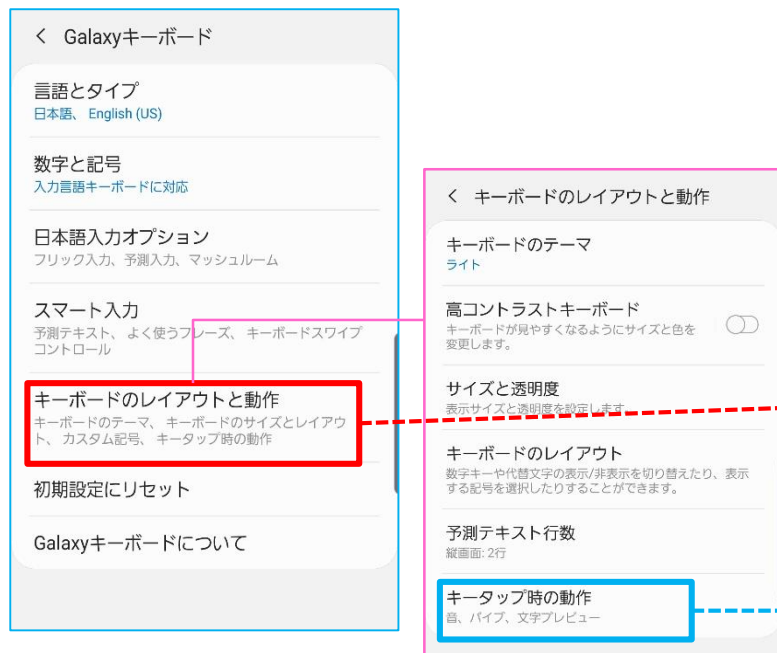 Galaxyキーボード
言語とタイプ
日本語、 English (US)
数字と記号
入力言語キーボードに対応
日本語入力オプション
フリック入力、予測入力、マッシュルーム
スマート入力
予測テキスト、 よく使うフレーズ、 キーボードスワイプ
コントロール
キーボードのレイアウトと動作
キーボードのテーマ、 キーボードのサイズとレイアウ
ト、 カスタム記号、 キータップ時の動作
初期設定にリセット
Galaxyキーボードについて
キーボードのレイアウトと動作
キーボードのテーマ
ライト
高コントラストキーボード
キーボードが見やすくなるようにサイズと色を
変更します。
サイズと透明度
表示サイズと透明度を設定します。
キーボードのレイアウト
数字キーや代替文字の表示/非表示を切り替えたり、表示
する記号を選択したりすることができます。
予測テキスト行数
縦画面: 2行
キータップ時の動作
音、バイブ、文字プレビュー